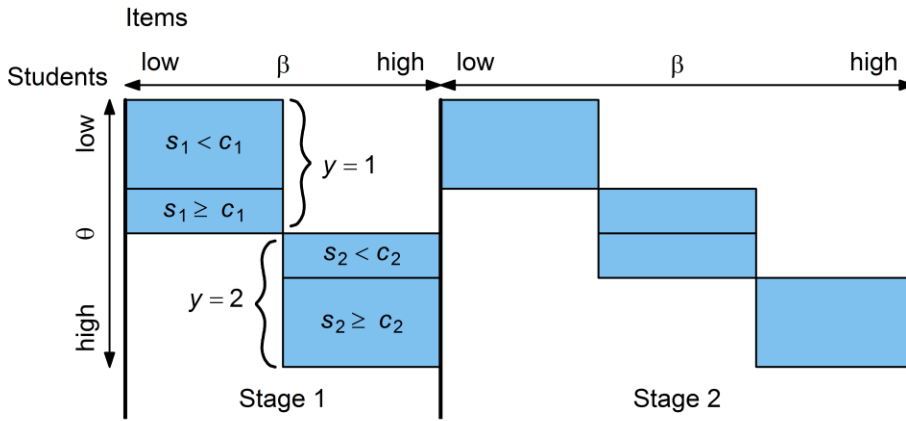 Items
low β high low β high
Students
low
s₁ < c₁
y = 1
s₁ ≥ c₁
θ
s₂ < c₂
y = 2
high
s₂ ≥ c₂
Stage 1 Stage 2